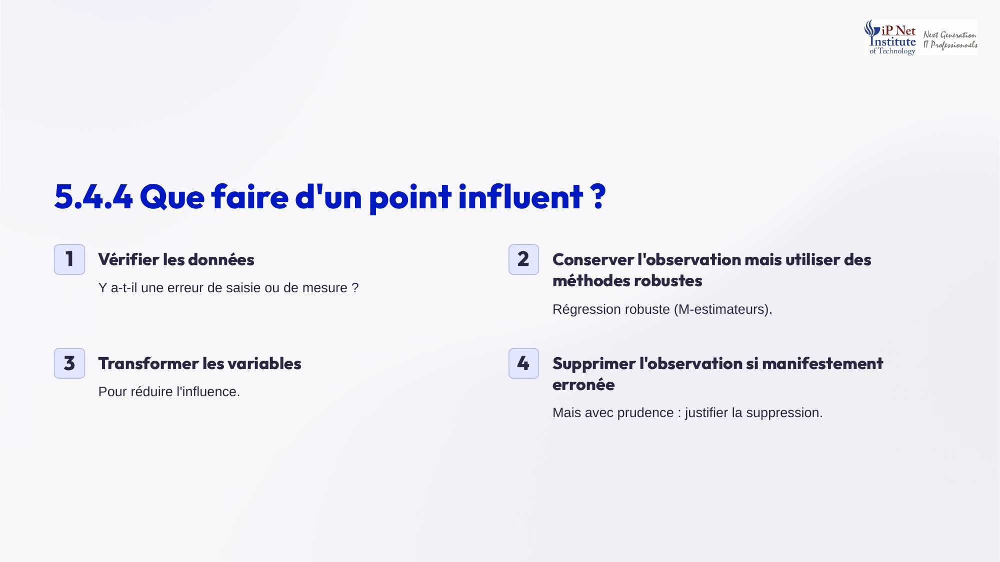 iP Net
Institute
of Technology
Next Generation
IT Professionnels
5.4.4 Que faire d'un point influent ?
1
Vérifier les données
Y a-t-il une erreur de saisie ou de mesure ?
2
Conserver l'observation mais utiliser des
méthodes robustes
Régression robuste (M-estimateurs).
3
Transformer les variables
Pour réduire l'influence.
4
Supprimer l'observation si manifestement
erronée
Mais avec prudence : justifier la suppression.